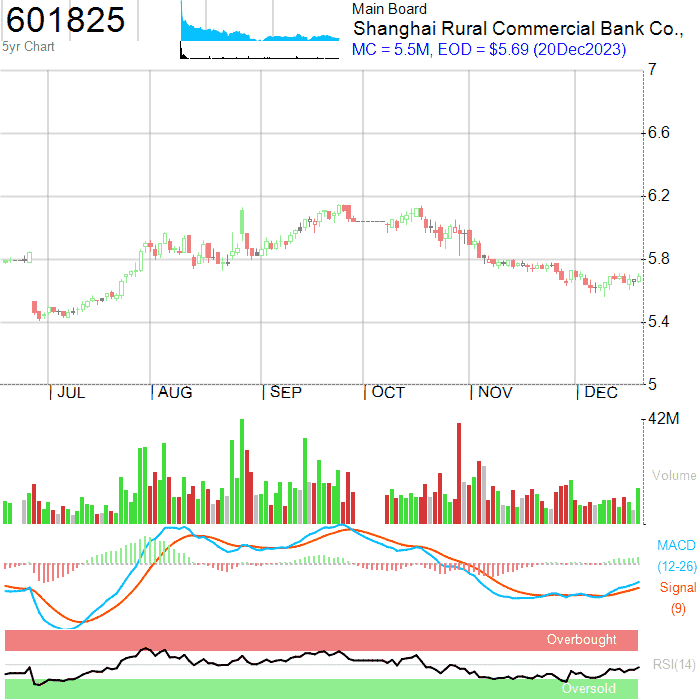 601825
5yr Chart
Main Board
Shanghai Rural Commercial Bank Co.,
MC = 5.5M, EOD = $5.69 (20Dec2023)
7
6.6
6.2
5.8
5.4
5
JUL
AUG
SEP
OCT
NOV
DEC
42M
Volume
MACD
(12-26)
Signal
(9)
Overbought
RSI(14)
Oversold